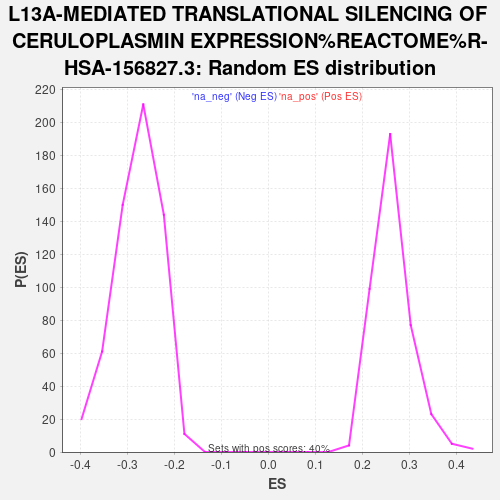 L13A-MEDIATED TRANSLATIONAL SILENCING OF
CERULOPLASMIN EXPRESSION%REACTOME%R-
HSA-156827.3: Random ES distribution
'na_neg' (Neg ES) 'na_pos' (Pos ES)
220
200
180
160
140
120
100
80
60
40
20
0
P(ES)
Sets with pos scores: 40%
-0.4 -0.3 -0.2 -0.1 0.0 0.1 0.2 0.3 0.4
ES